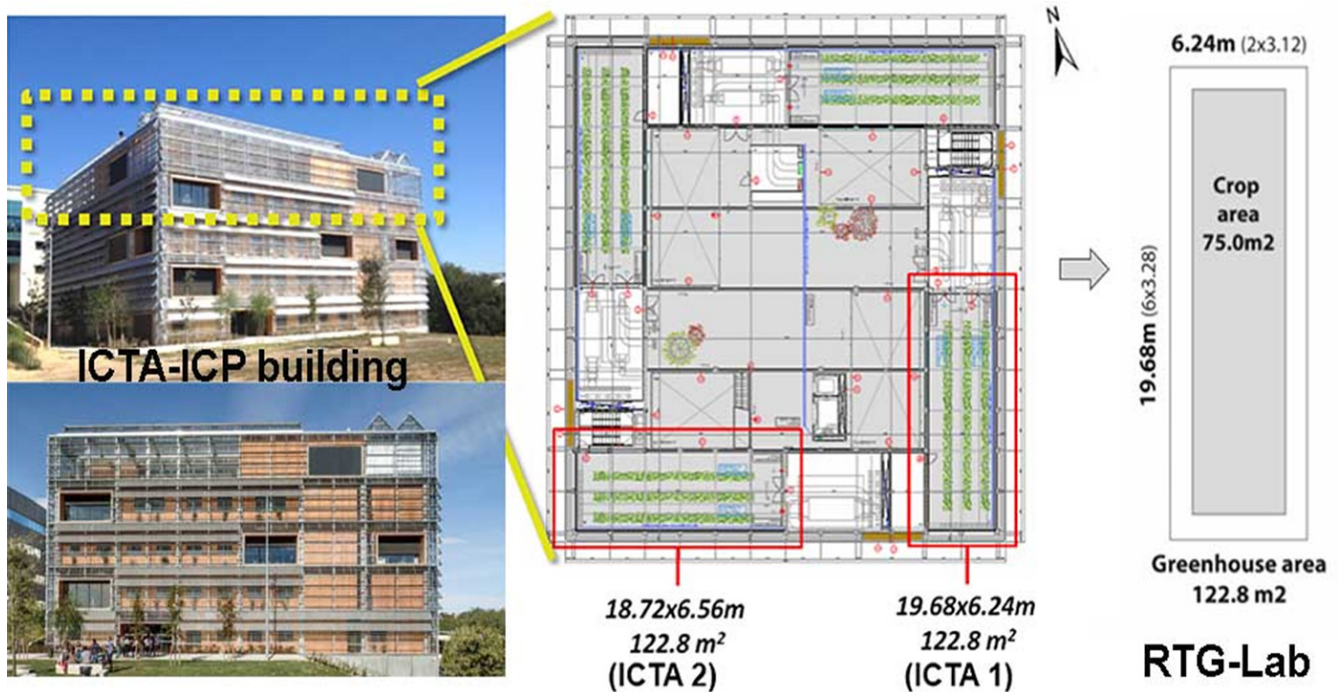 ICTA-ICP building
N
18.72x6.56m
122.8 m²
(ICTA 2)
19.68x6.24m
122.8 m²
(ICTA 1)
6.24m (2x3.12)
19.68m (6x3.28)
Crop
area
75.0m2
Greenhouse area
122.8 m2
RTG-Lab